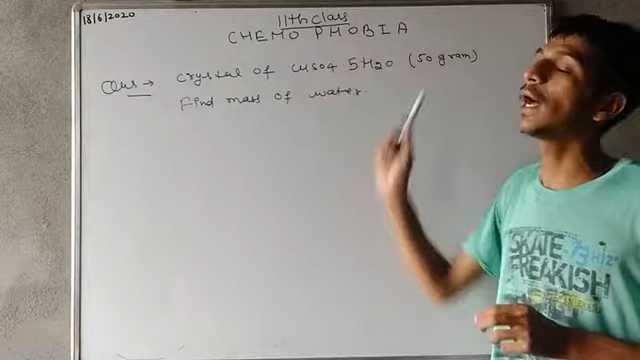 18/6/2020
11th class
CHEMO PHOBIA
Ques → crystal of CuSO4 5H2O (50 gram)
Find mass of water.
SKATE
FREAKISH